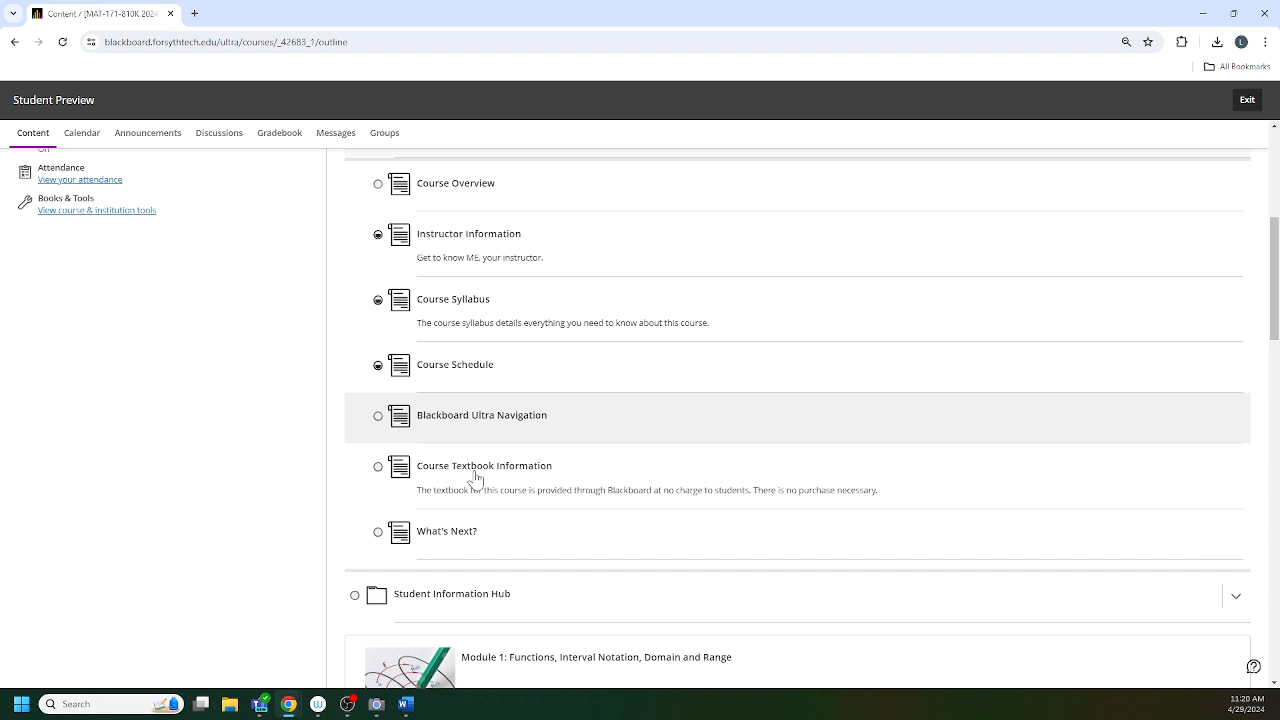 Content / [MAT-171-810K 2024
blackboard.forsythtech.edu/ultra/courses/_42683_1/outline
All Bookmarks
Student Preview
Exit
Content
Calendar
Announcements
Discussions
Gradebook
Messages
Groups
Attendance
View your attendance
Books & Tools
View course & institution tools
Course Overview
Instructor Information
Get to know ME, your instructor.
Course Syllabus
The course syllabus details everything you need to know about this course.
Course Schedule
Blackboard Ultra Navigation
Course Textbook Information
The textbook for this course is provided through Blackboard at no charge to students. There is no purchase necessary.
What's Next?
Student Information Hub
Module 1: Functions, Interval Notation, Domain and Range
Search
11:20 AM
4/29/2024